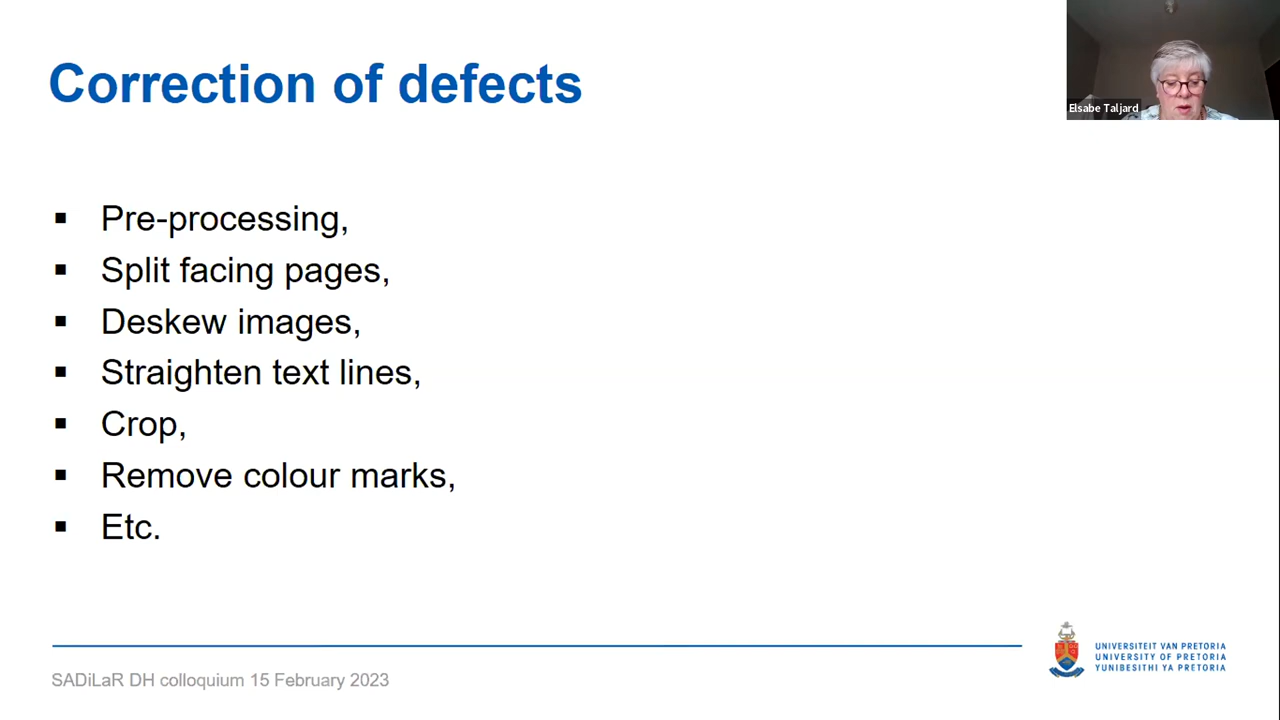 Correction of defects
Elsabe Taljard
▪ Pre-processing,
▪ Split facing pages,
▪ Deskew images,
▪ Straighten text lines,
▪ Crop,
▪ Remove colour marks,
▪ Etc.
SADiLaR DH colloquium 15 February 2023
UNIVERSITEIT VAN PRETORIA
UNIVERSITY OF PRETORIA
YUNIBESITHI YA PRETORIA